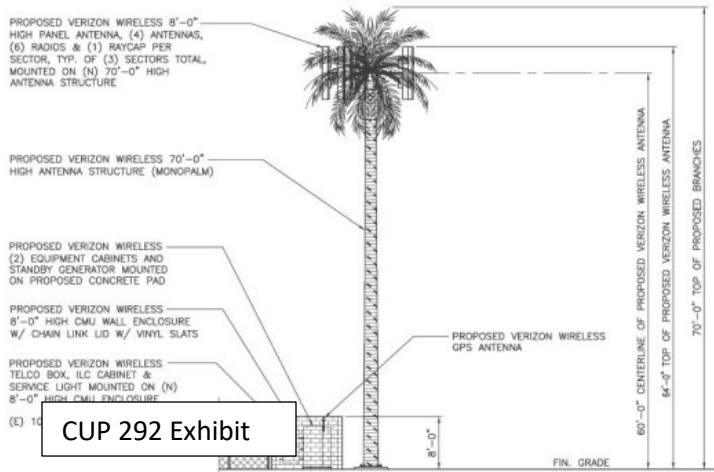 PROPOSED VERIZON WIRELESS 8'-0"
HIGH PANEL ANTENNA, (4) ANTENNAS,
(6) RADIOS & (1) RAYCAP PER
SECTOR, TYP. OF (3) SECTORS TOTAL,
MOUNTED ON (N) 70'-0" HIGH
ANTENNA STRUCTURE
PROPOSED VERIZON WIRELESS 70'-0"
HIGH ANTENNA STRUCTURE (MONOPALM)
PROPOSED VERIZON WIRELESS
(2) EQUIPMENT CABINETS AND
STANDBY GENERATOR MOUNTED
ON PROPOSED CONCRETE PAD
PROPOSED VERIZON WIRELESS
8'-0" HIGH CMU WALL ENCLOSURE
W/ CHAIN LINK LID W/ VINYL SLATS
PROPOSED VERIZON WIRELESS
TELCO BOX, ILC CABINET &
SERVICE LIGHT MOUNTED ON (N)
8'-0" HIGH CMU ENCLOSURE
(E)
CUP 292 Exhibit
PROPOSED VERIZON WIRELESS
GPS ANTENNA
8'-0"
FIN. GRADE
60'-0" CENTERLINE OF PROPOSED VERIZON WIRELESS ANTENNA
64'-0" TOP OF PROPOSED VERIZON WIRELESS ANTENNA
70'-0" TOP OF PROPOSED BRANCHES